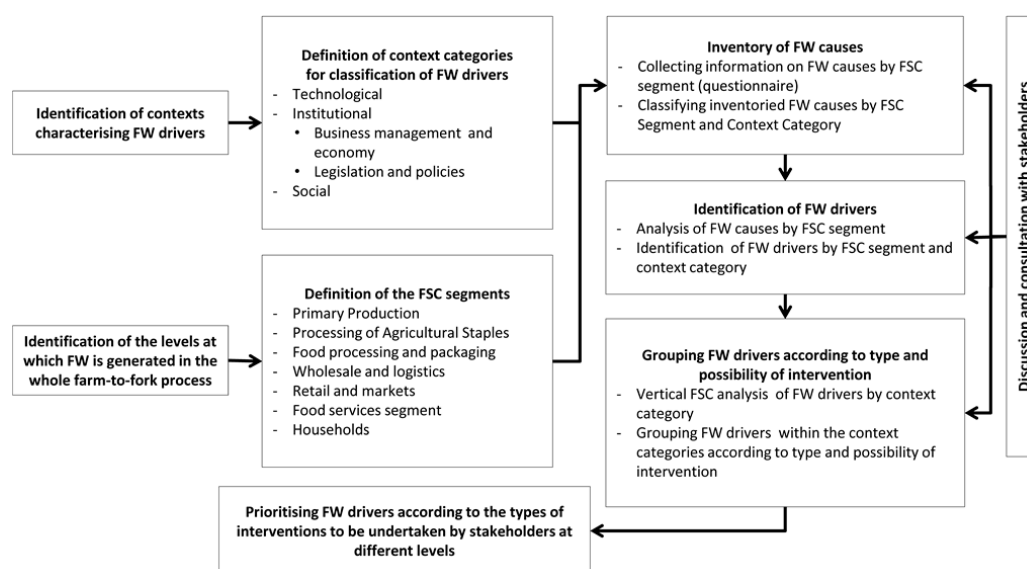 Identification of contexts
characterising FW drivers
Definition of context categories
for classification of FW drivers
- Technological
- Institutional
• Business management and
economy
• Legislation and policies
- Social
Identification of the levels at
which FW is generated in the
whole farm-to-fork process
Definition of the FSC segments
- Primary Production
- Processing of Agricultural Staples
- Food processing and packaging
- Wholesale and logistics
- Retail and markets
- Food services segment
- Households
Inventory of FW causes
- Collecting information on FW causes by FSC
segment (questionnaire)
- Classifying inventoried FW causes by FSC
Segment and Context Category
Identification of FW drivers
- Analysis of FW causes by FSC segment
- Identification of FW drivers by FSC segment and
context category
Grouping FW drivers according to type and
possibility of intervention
- Vertical FSC analysis of FW drivers by context
category
- Grouping FW drivers within the context
categories according to type and possibility of
intervention
Prioritising FW drivers according to the types of
interventions to be undertaken by stakeholders at
different levels
Discussion and consultation with stakeholders